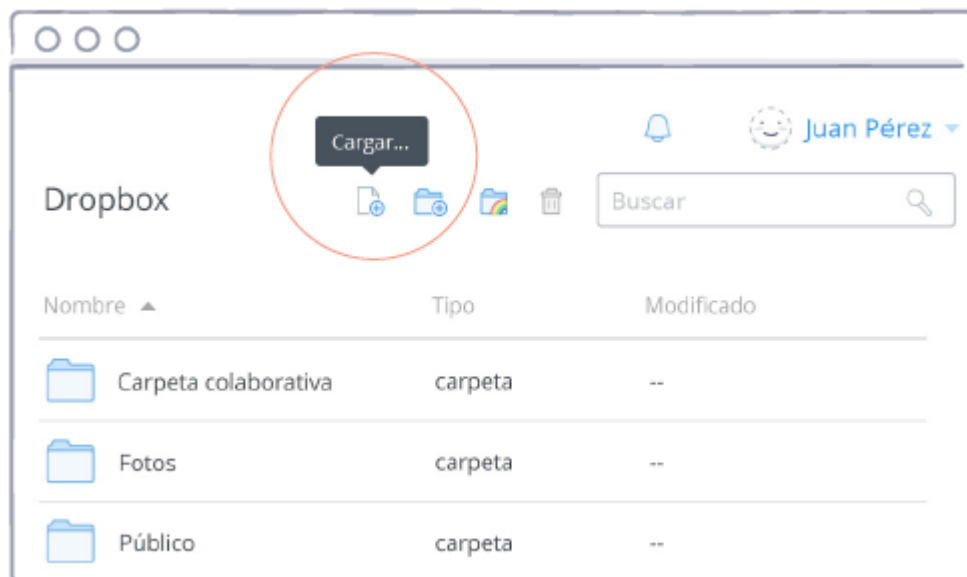 Cargar...
Juan Pérez
Dropbox
Buscar
Nombre Tipo Modificado
Carpeta colaborativa carpeta --
Fotos carpeta --
Público carpeta --